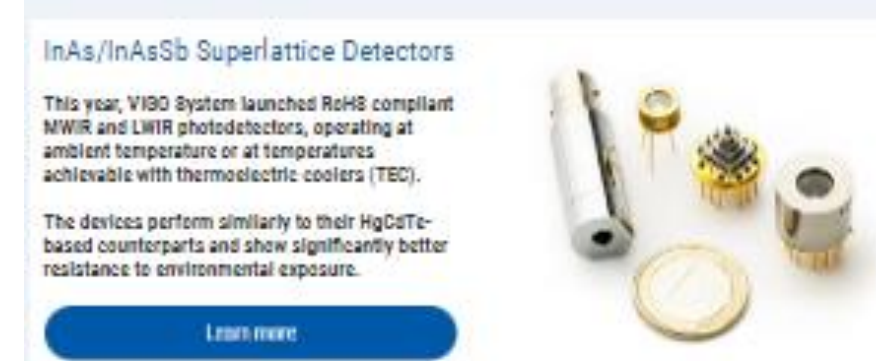 InAs/InAsSb Superlattice Detectors
This year, VIGO System launched RoHS compliant
MWIR and LWIR photodetectors, operating at
ambient temperature or at temperatures
achievable with thermoelectric coolers (TEC).
The devices perform similarly to their HgCdTe-
based counterparts and show significantly better
resistance to environmental exposure.
Learn more